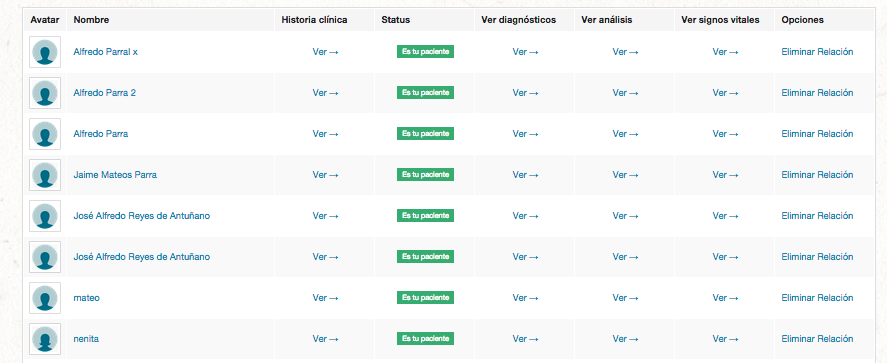 Avatar Nombre Historia clínica Status Ver diagnósticos Ver análisis Ver signos vitales Opciones
Alfredo Parral x Ver → Es tu paciente Ver → Ver → Ver → Eliminar Relación
Alfredo Parra 2 Ver → Es tu paciente Ver → Ver → Ver → Eliminar Relación
Alfredo Parra Ver → Es tu paciente Ver → Ver → Ver → Eliminar Relación
Jaime Mateos Parra Ver → Es tu paciente Ver → Ver → Ver → Eliminar Relación
José Alfredo Reyes de Antuñano Ver → Es tu paciente Ver → Ver → Ver → Eliminar Relación
José Alfredo Reyes de Antuñano Ver → Es tu paciente Ver → Ver → Ver → Eliminar Relación
mateo Ver → Es tu paciente Ver → Ver → Ver → Eliminar Relación
nenita Ver → Es tu paciente Ver → Ver → Ver → Eliminar Relación